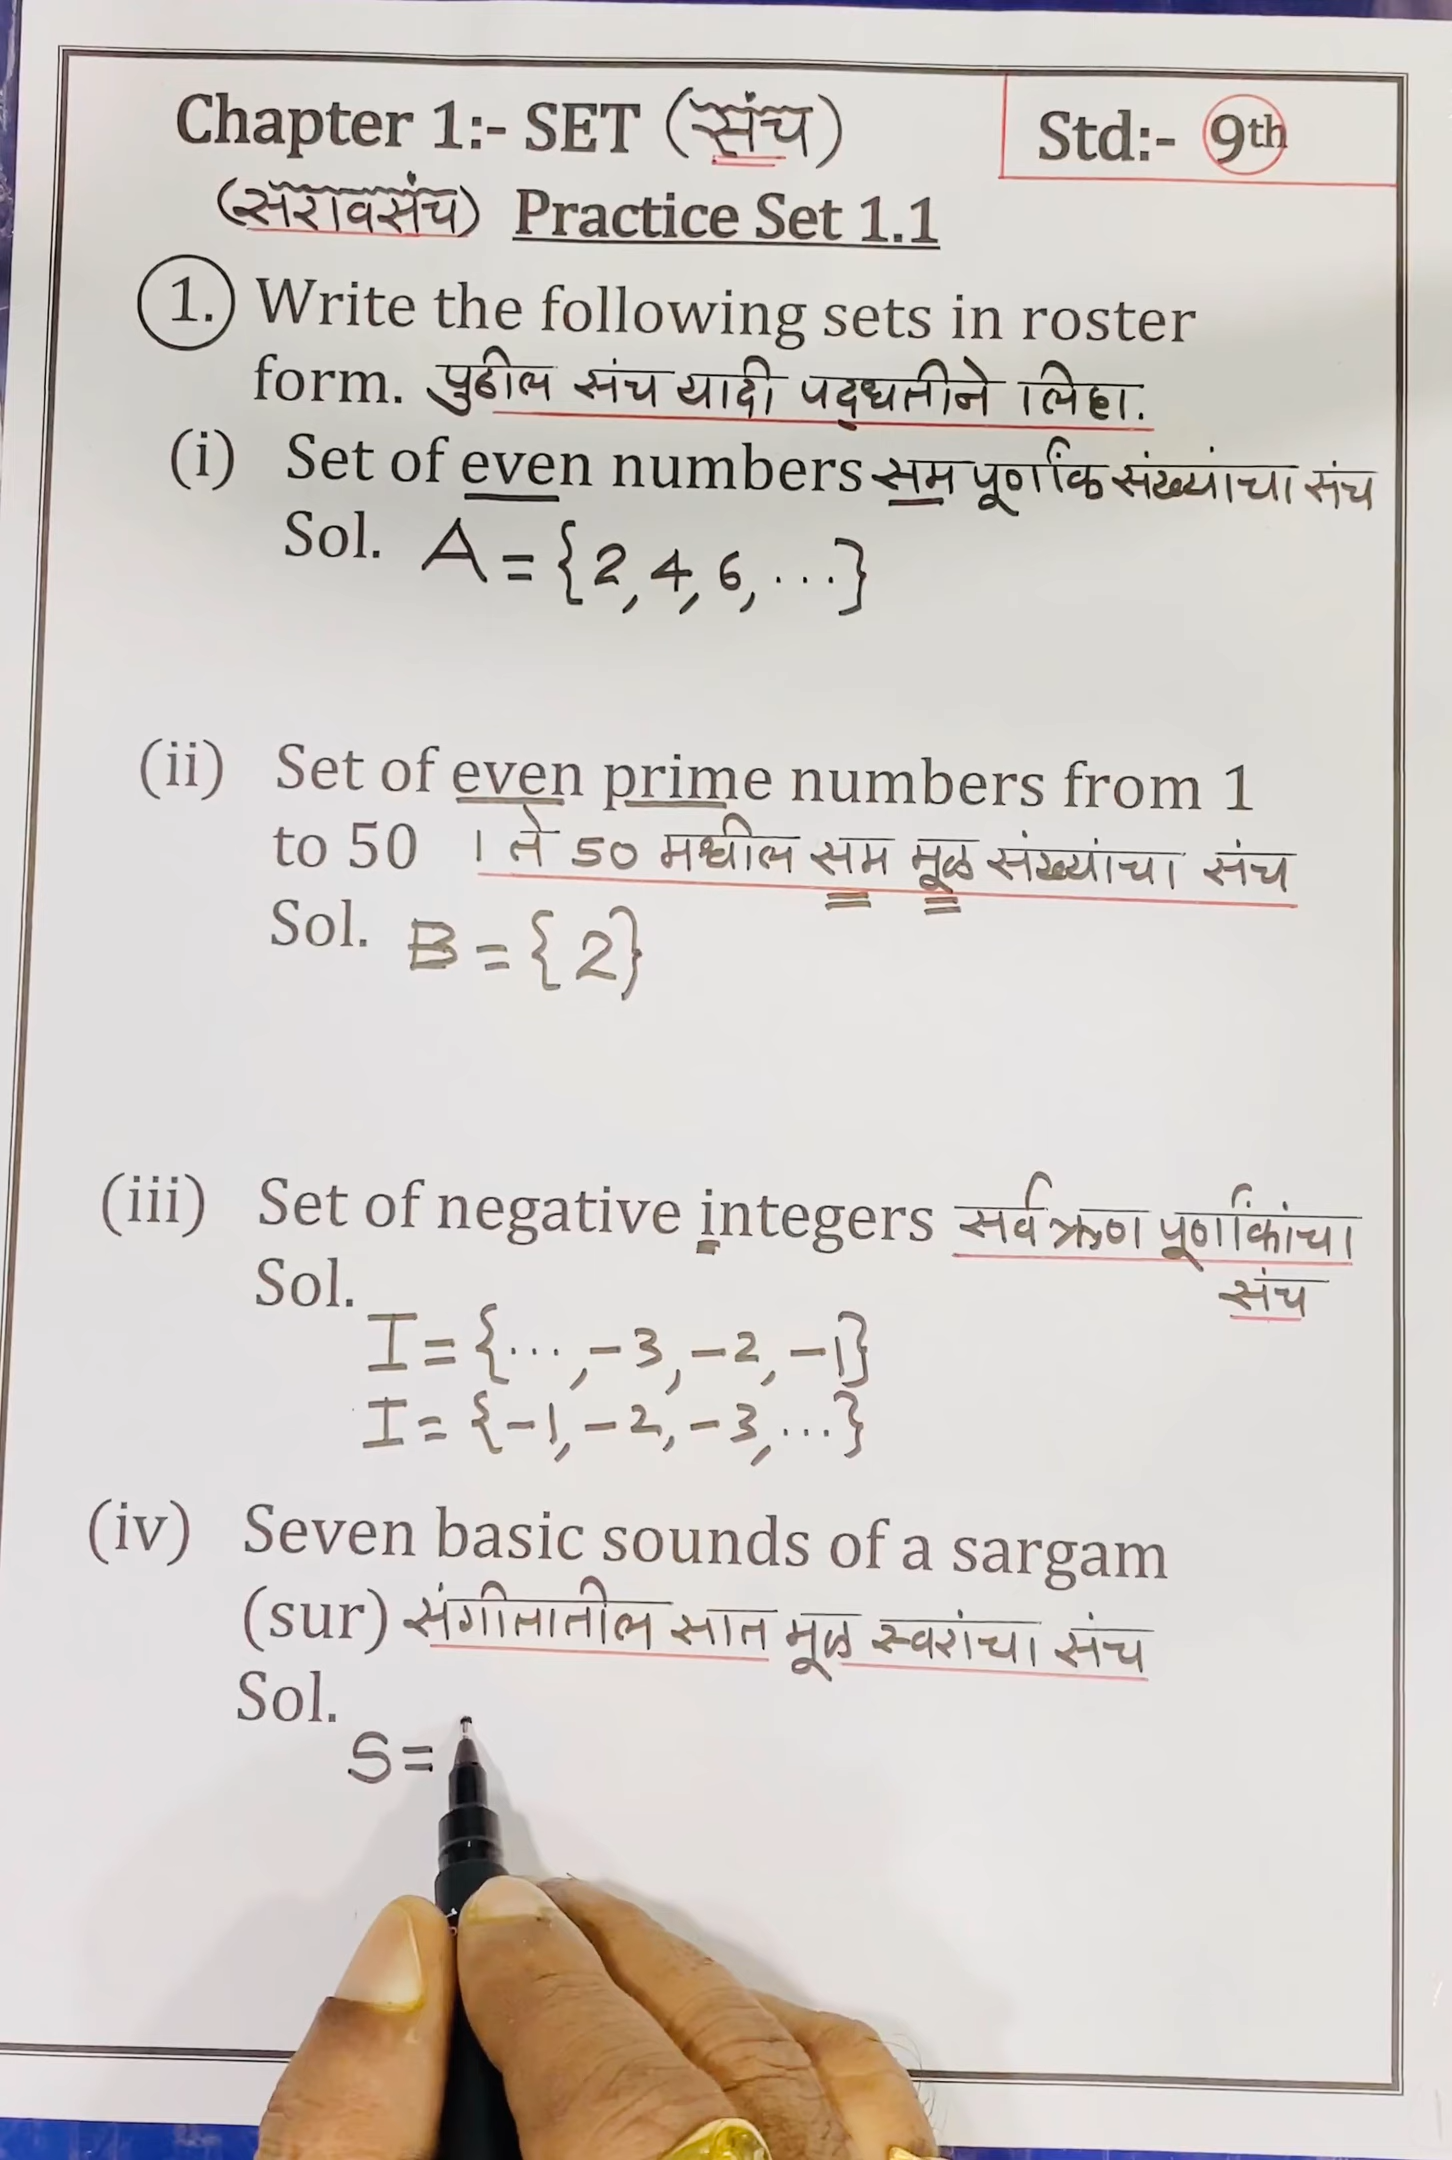 Chapter 1:- SET (संच)
Std:- 9th
(सरावसंच) Practice Set 1.1
1. Write the following sets in roster
form. पुढील संच यादी पद्धतीने लिहा.
(i) Set of even numbers सम पूर्णांक संख्यांचा संच
Sol. A = {2, 4, 6, ...}
(ii) Set of even prime numbers from 1
to 50 1 ते 50 मधील सम मूळ संख्यांचा संच
Sol. B = {2}
(iii) Set of negative integers सर्व ऋण पूर्णांकांचा
संच
Sol.
I = {..., -3, -2, -1}
I = {-1, -2, -3, ...}
(iv) Seven basic sounds of a sargam
(sur) संगीतातील सात मूळ स्वरांचा संच
Sol.
S =